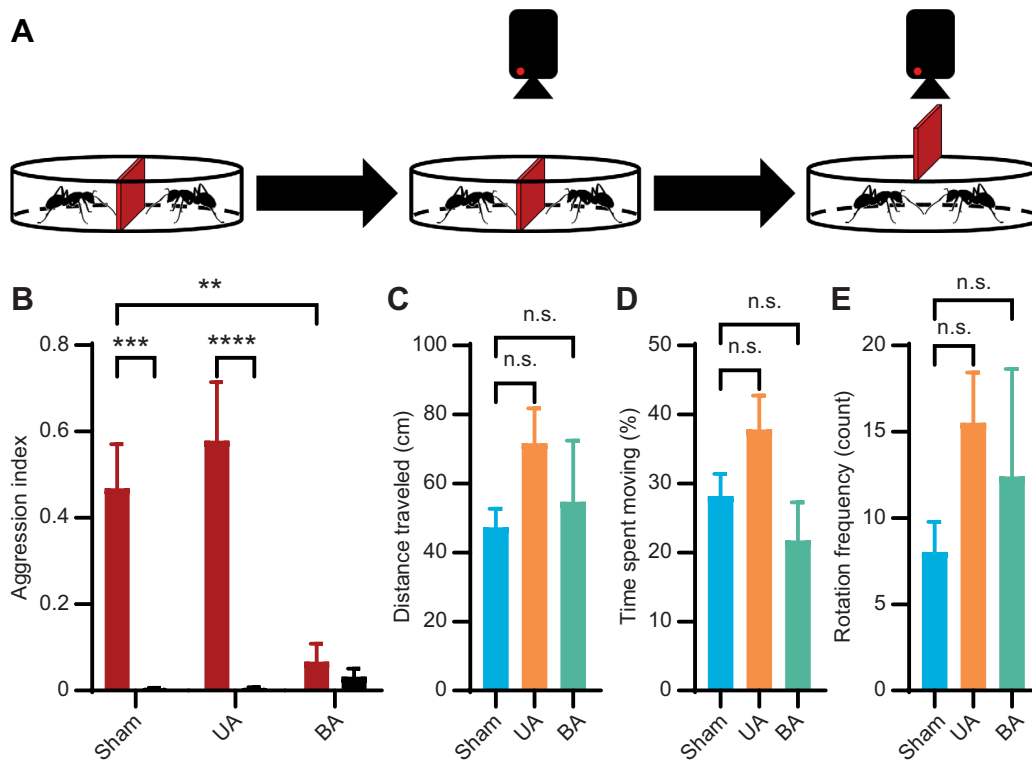 A
B
**
***
****
Aggression index
0.8
0.6
0.4
0.2
0
Sham
UA
BA
C
n.s.
n.s.
Distance traveled (cm)
100
80
60
40
20
0
Sham
UA
BA
D
n.s.
n.s.
Time spent moving (%)
50
40
30
20
10
0
Sham
UA
BA
E
n.s.
n.s.
Rotation frequency (count)
20
15
10
5
0
Sham
UA
BA